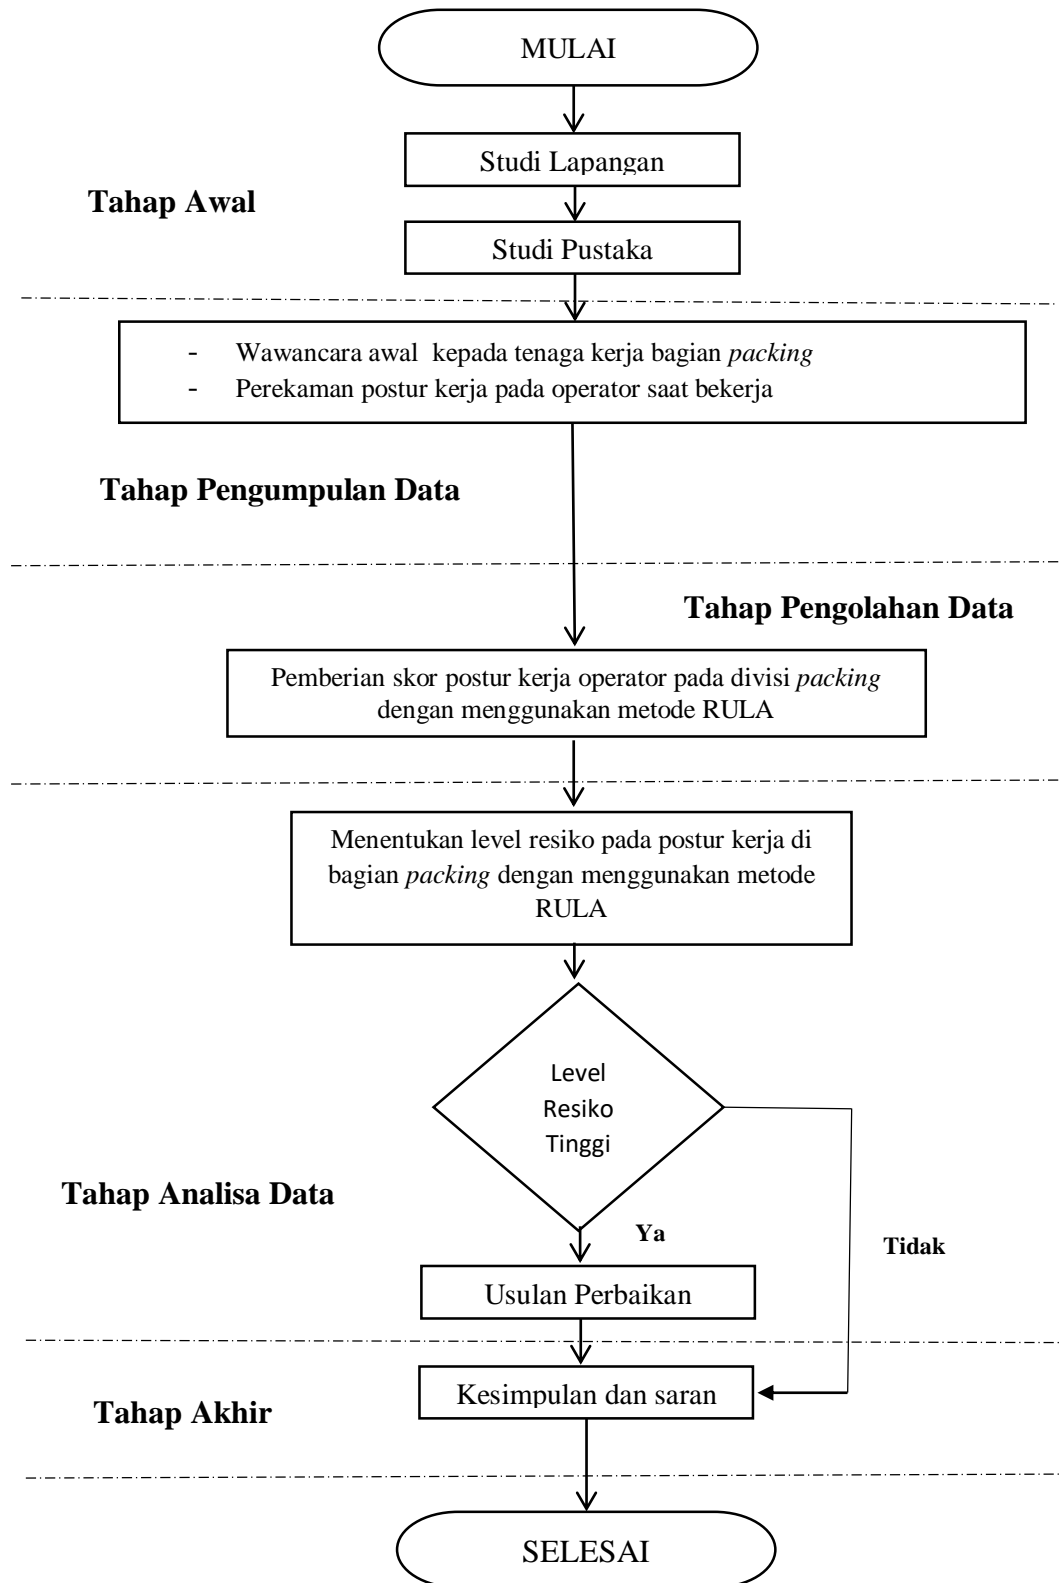 MULAI
Studi Lapangan
Tahap Awal
Studi Pustaka
- Wawancara awal kepada tenaga kerja bagian packing
- Perekaman postur kerja pada operator saat bekerja
Tahap Pengumpulan Data
Tahap Pengolahan Data
Pemberian skor postur kerja operator pada divisi packing
dengan menggunakan metode RULA
Menentukan level resiko pada postur kerja di
bagian packing dengan menggunakan metode
RULA
Level
Resiko
Tinggi
Tahap Analisa Data
Ya
Tidak
Usulan Perbaikan
Kesimpulan dan saran
Tahap Akhir
SELESAI